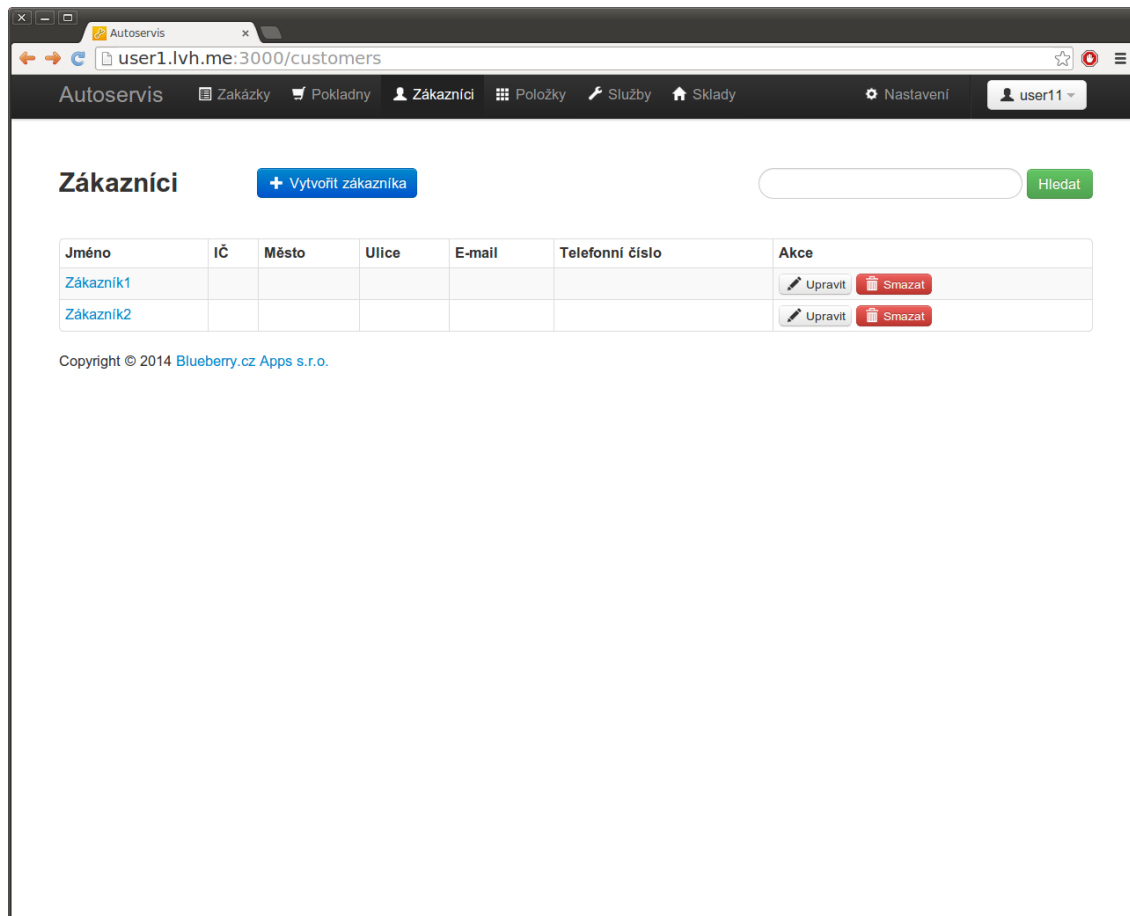 Autoservis
user1.lvh.me:3000/customers
Autoservis Zakázky Pokladny Zákazníci Položky Služby Sklady Nastavení user11
Zákazníci Vytvořit zákazníka Hledat
Jméno IČ Město Ulice E-mail Telefonní číslo Akce
Zákazník1 Upravit Smazat
Zákazník2 Upravit Smazat
Copyright © 2014 Blueberry.cz Apps s.r.o.